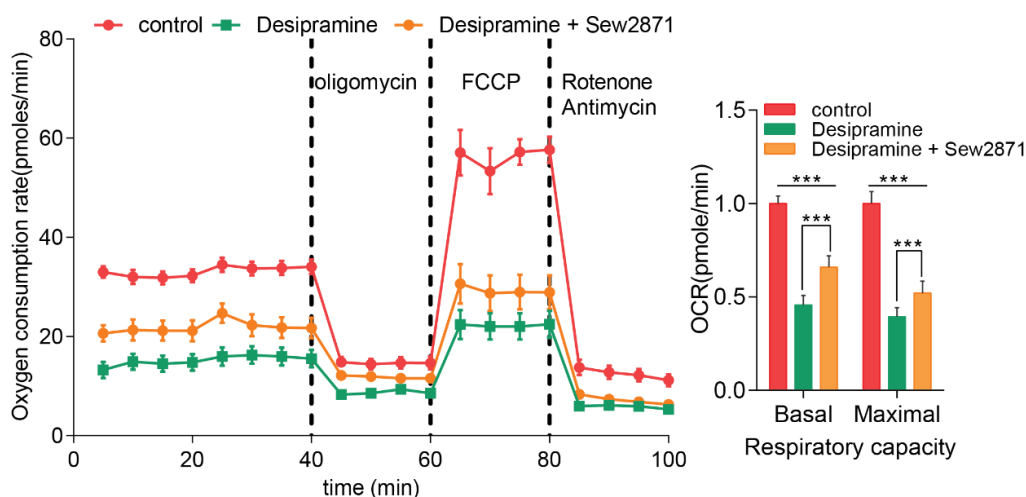 control Desipramine Desipramine + Sew2871
80
60
40
20
0
Oxygen consumption rate(pmoles/min)
oligomycin
FCCP
Rotenone
Antimycin
0 20 40 60 80 100
time (min)
control
Desipramine
Desipramine + Sew2871
1.5
1.0
0.5
0.0
OCR(pmole/min)
*** ***
***
***
Basal Maximal
Respiratory capacity